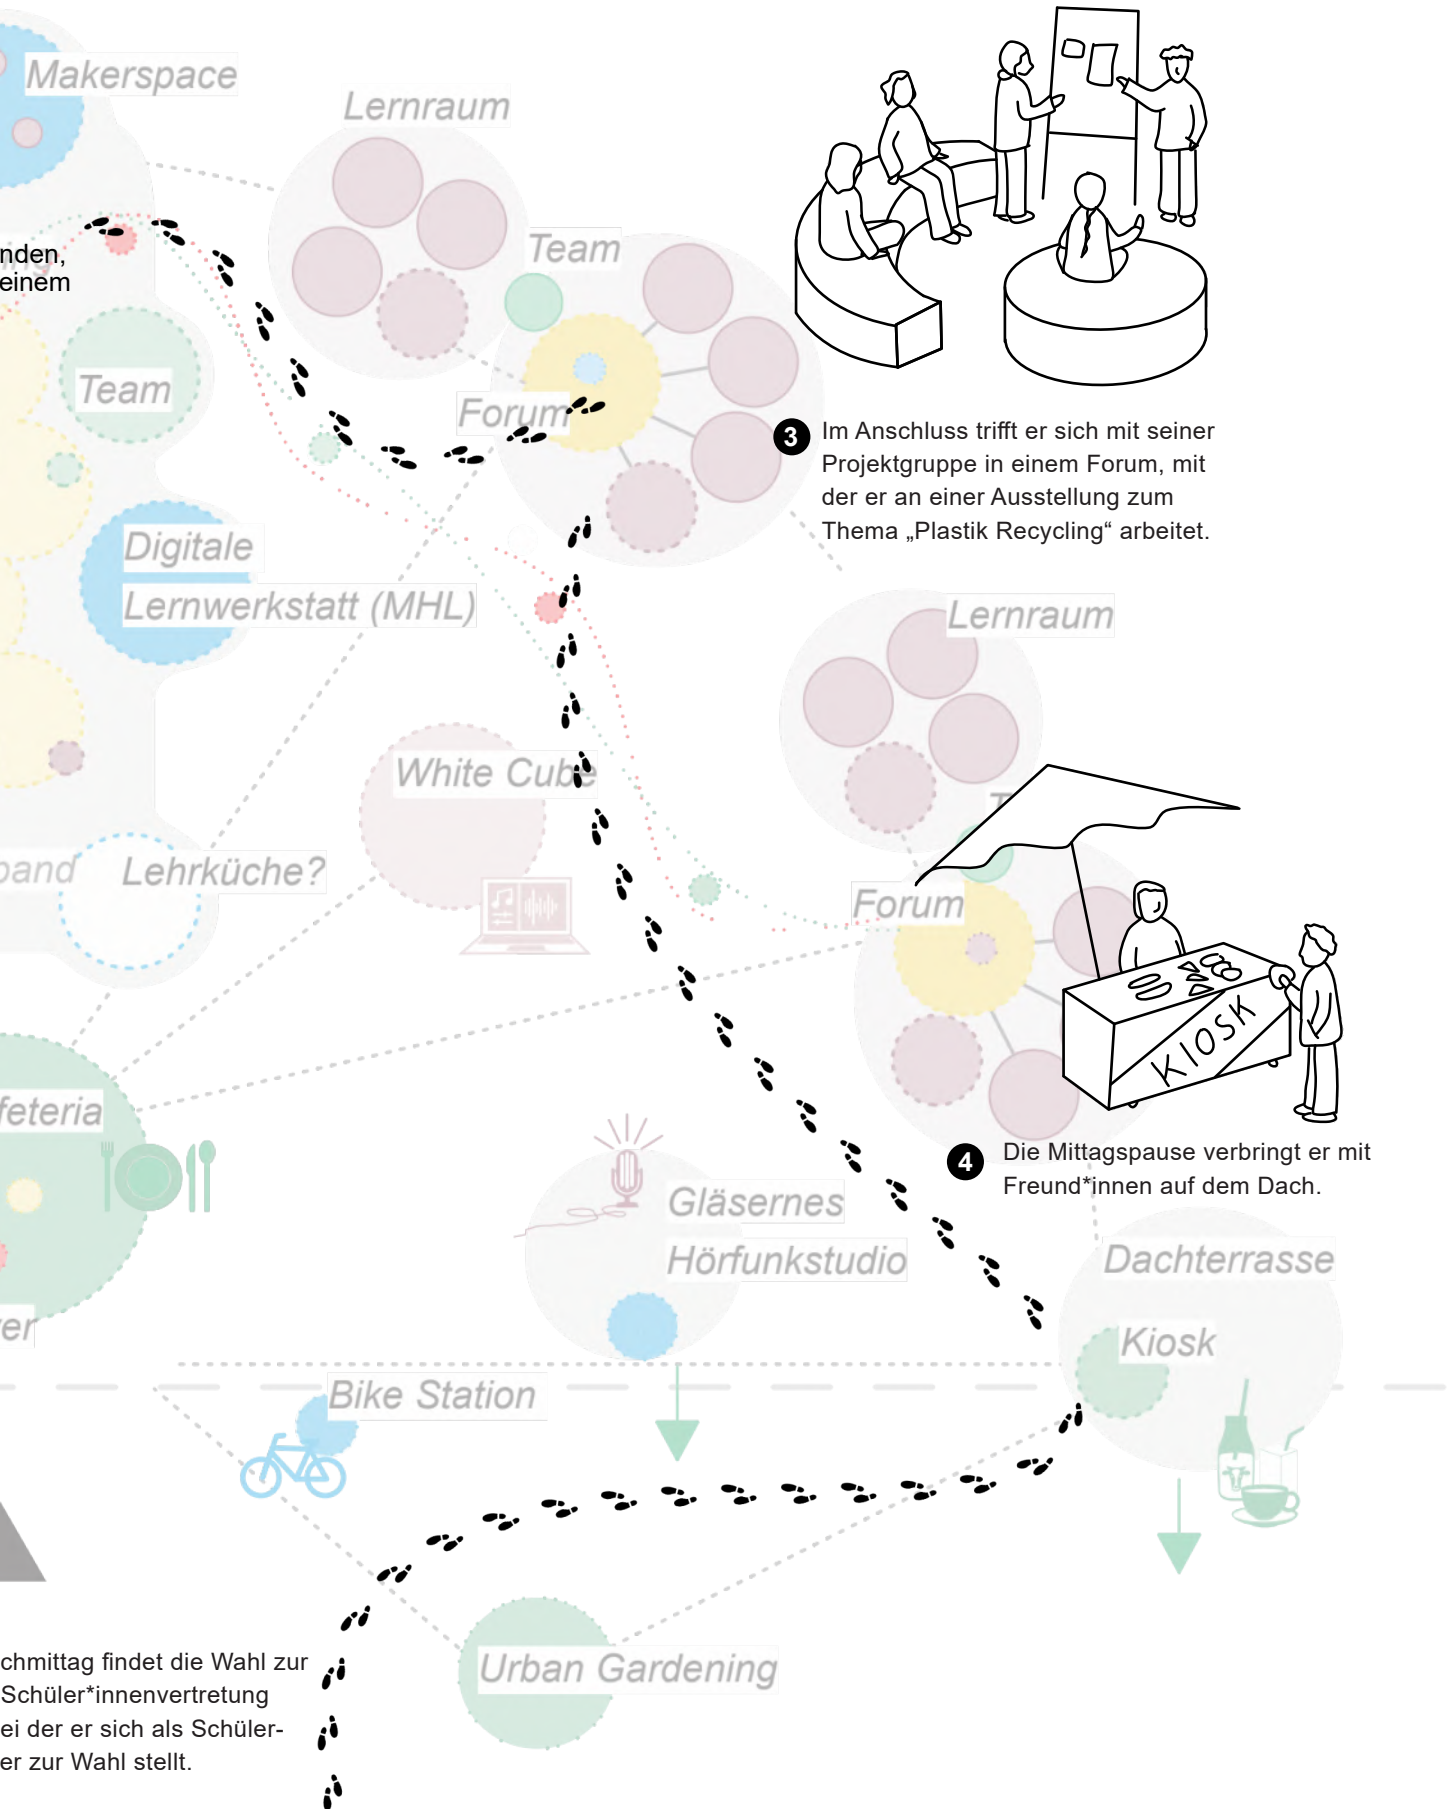 Makerspace
Lernraum
Team
nden,
einem
Team
Forum
3 Im Anschluss trifft er sich mit seiner
Projektgruppe in einem Forum, mit
der er an einer Ausstellung zum
Thema „Plastik Recycling“ arbeitet.
Digitale
Lernwerkstatt (MHL)
Lernraum
White Cube
band
Lehrküche?
Forum
KIOSK
feteria
4 Die Mittagspause verbringt er mit
Freund*innen auf dem Dach.
Gläsernes
Hörfunkstudio
Dachterrasse
Kiosk
er
Bike Station
Urban Gardening
chmittag findet die Wahl zur
Schüler*innenvertretung
ei der er sich als Schüler-
er zur Wahl stellt.